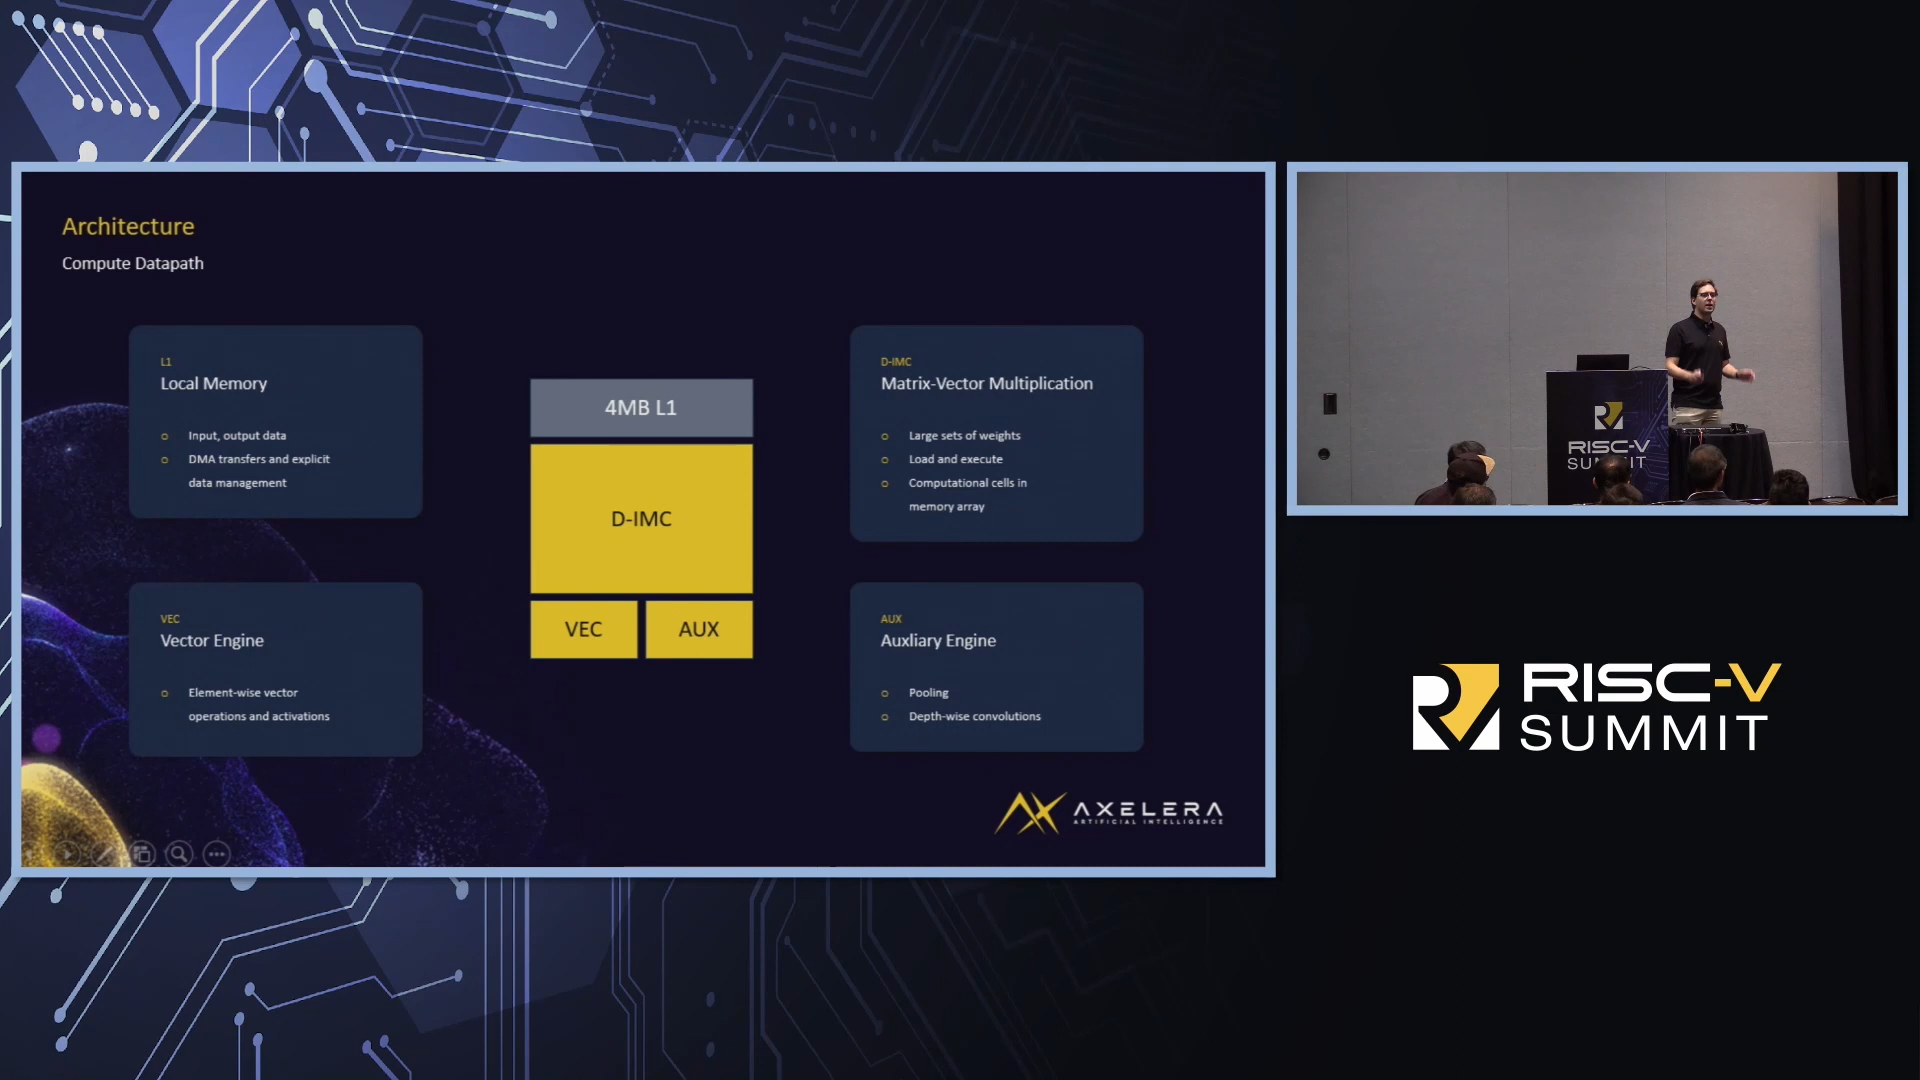 Architecture
Compute Datapath
L1
Local Memory
Input, output data
DMA transfers and explicit
data management
VEC
Vector Engine
Element-wise vector
operations and activations
4MB L1
D-IMC
VEC
AUX
D-IMC
Matrix-Vector Multiplication
Large sets of weights
Load and execute
Computational cells in
memory array
AUX
Auxliary Engine
Pooling
Depth-wise convolutions
AXELERA
ARTIFICIAL INTELLIGENCE
RISC-V
SUMMIT
RISC-V
SUMMIT